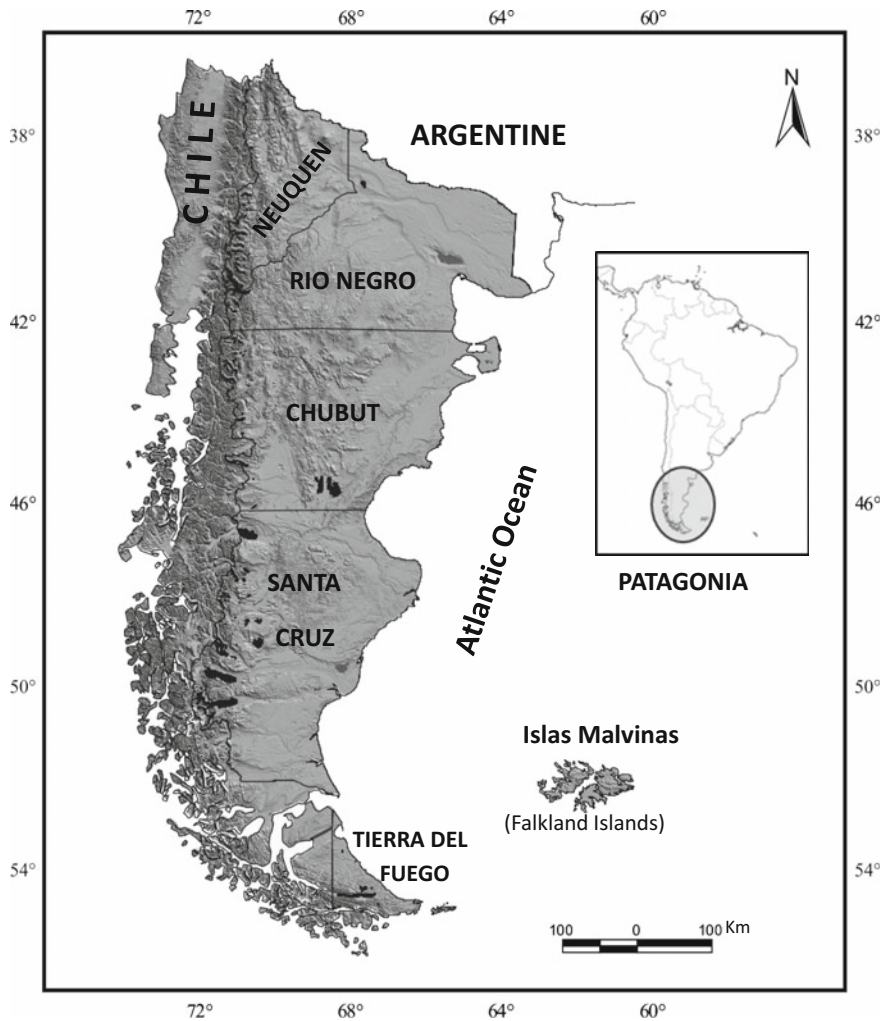 72° 68° 64° 60°
N
CHILE
ARGENTINE
38° 38°
NEUQUEN
RIO NEGRO
42° 42°
CHUBUT
46° 46°
Atlantic Ocean
SANTA
CRUZ
PATAGONIA
50° 50°
Islas Malvinas
(Falkland Islands)
TIERRA DEL
FUEGO
54° 54°
100 0 100 Km
72° 68° 64° 60°